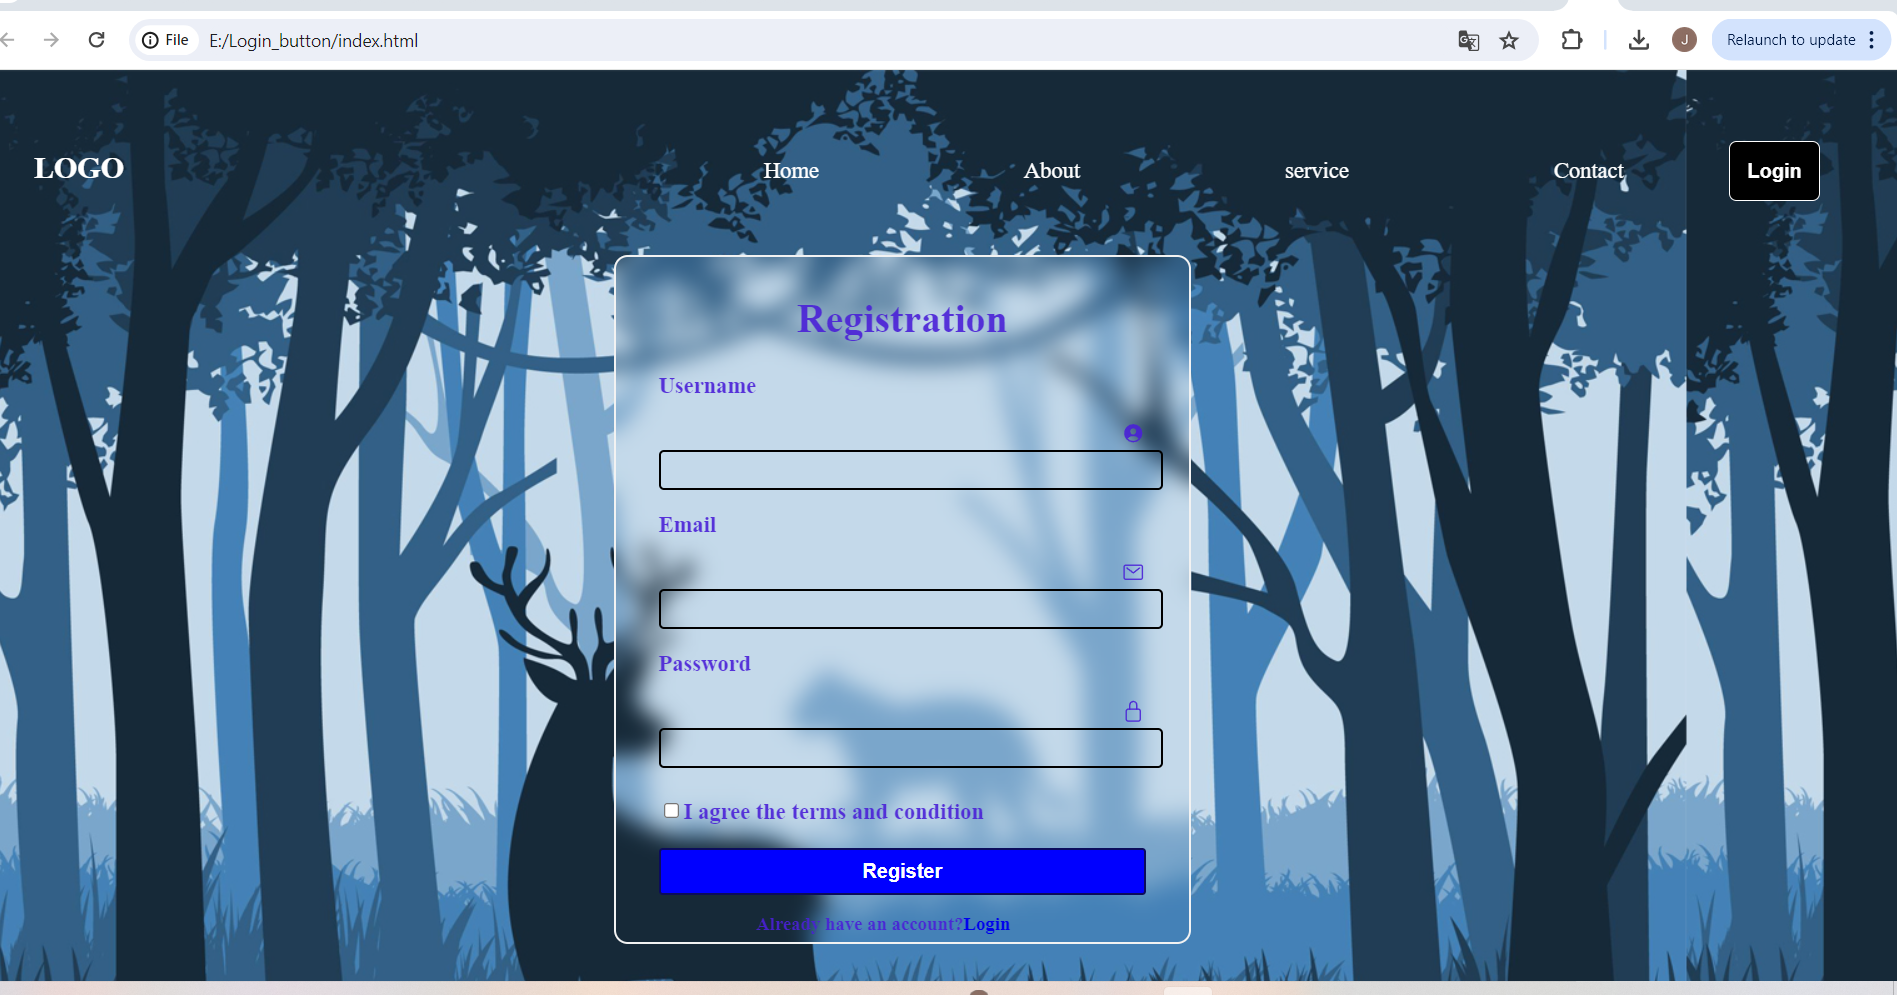 File E:/Login_button/index.html J Relaunch to update
LOGO Home About service Contact Login
Registration
Username
Email
Password
I agree the terms and condition
Register
Already have an account?Login